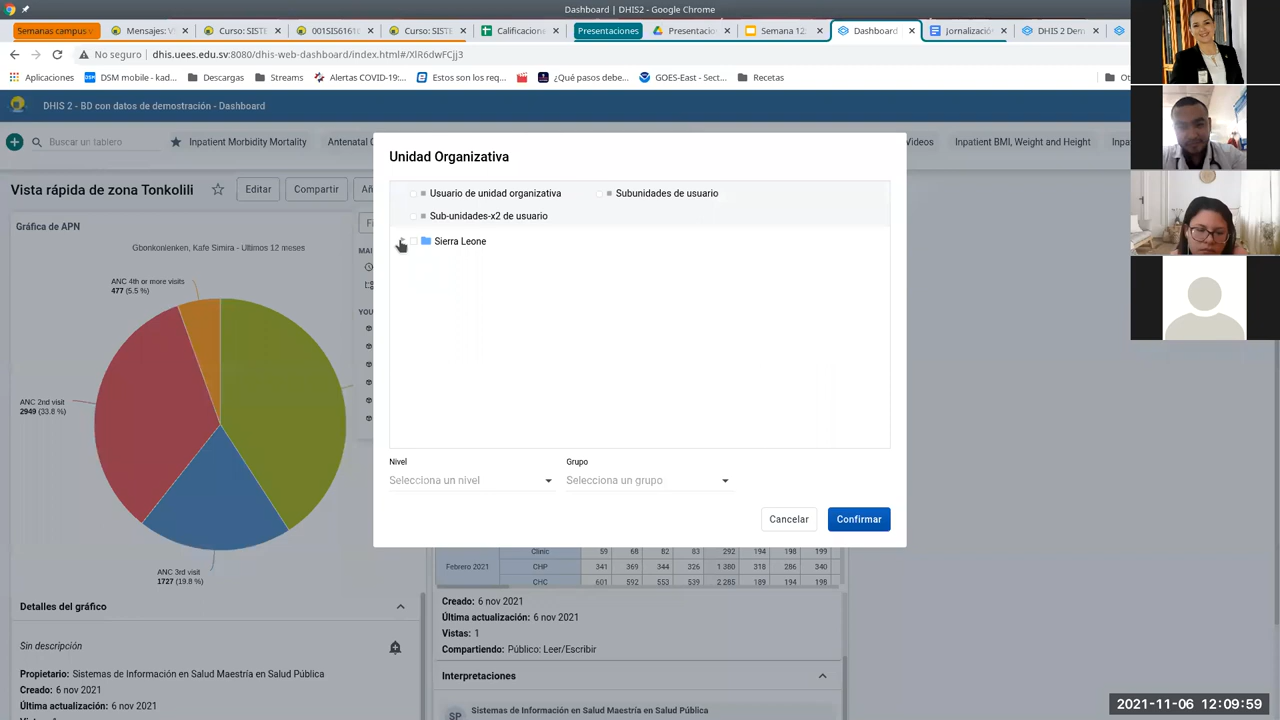 Dashboard | DHIS2 - Google Chrome
Semanas campus v
Mensajes: V
Curso: SISTE
001SIS6161C
Curso: SISTE
Calificacione
Presentaciones
Presentacio
Semana 12:
Dashboard
Jornalizació
DHIS 2 Dem
No seguro
dhis.uees.edu.sv:8080/dhis-web-dashboard/index.html#/XlR6dwFCjj3
Aplicaciones
DSM mobile - kad...
Descargas
Streams
Alertas COVID-19:...
Estos son los req...
¿Qué pasos debe...
GOES-East - Sect...
Recetas
DHIS 2 - BD con datos de demostración - Dashboard
Buscar un tablero
Inpatient Morbidity Mortality
Antenatal C
Videos
Inpatient BMI, Weight and Height
Vista rápida de zona Tonkolili
Editar
Compartir
Gráfica de APN
Gbonkonlenken, Kafe Simira - Ultimos 12 meses
ANC 4th or more visits
477 (5.5 %)
ANC 2nd visit
2949 (33.8 %)
ANC 3rd visit
1727 (19.8 %)
Unidad Organizativa
Usuario de unidad organizativa
Subunidades de usuario
Sub-unidades-x2 de usuario
Sierra Leone
Nivel
Grupo
Selecciona un nivel
Selecciona un grupo
Cancelar
Confirmar
Clinic 59 68 82 83 292 194 198 199
Febrero 2021 CHP 341 369 344 326 1 380 318 286 340
CHC 601 592 553 539 2 285 189 194 198
Detalles del gráfico
Sin descripción
Propietario: Sistemas de Información en Salud Maestría en Salud Pública
Creado: 6 nov 2021
Última actualización: 6 nov 2021
Creado: 6 nov 2021
Última actualización: 6 nov 2021
Vistas: 1
Compartiendo: Público: Leer/Escribir
Interpretaciones
SP
Sistemas de Información en Salud Maestría en Salud Pública
2021-11-06 12:09:59